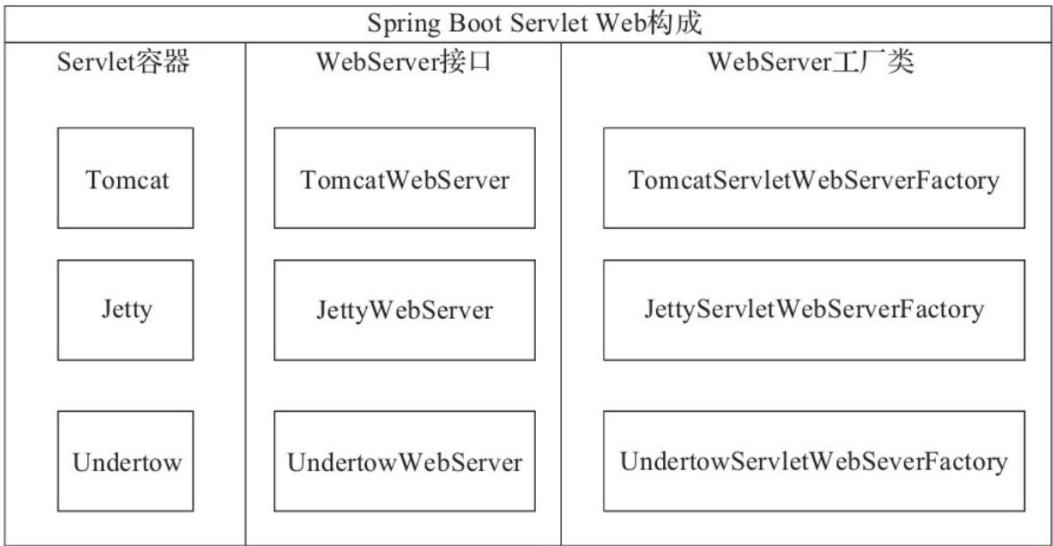 Spring Boot Servlet Web构成
Servlet容器
WebServer接口
WebServer工厂类
Tomcat
TomcatWebServer
TomcatServletWebServerFactory
Jetty
JettyWebServer
JettyServletWebServerFactory
Undertow
UndertowWebServer
UndertowServletWebSeverFactory